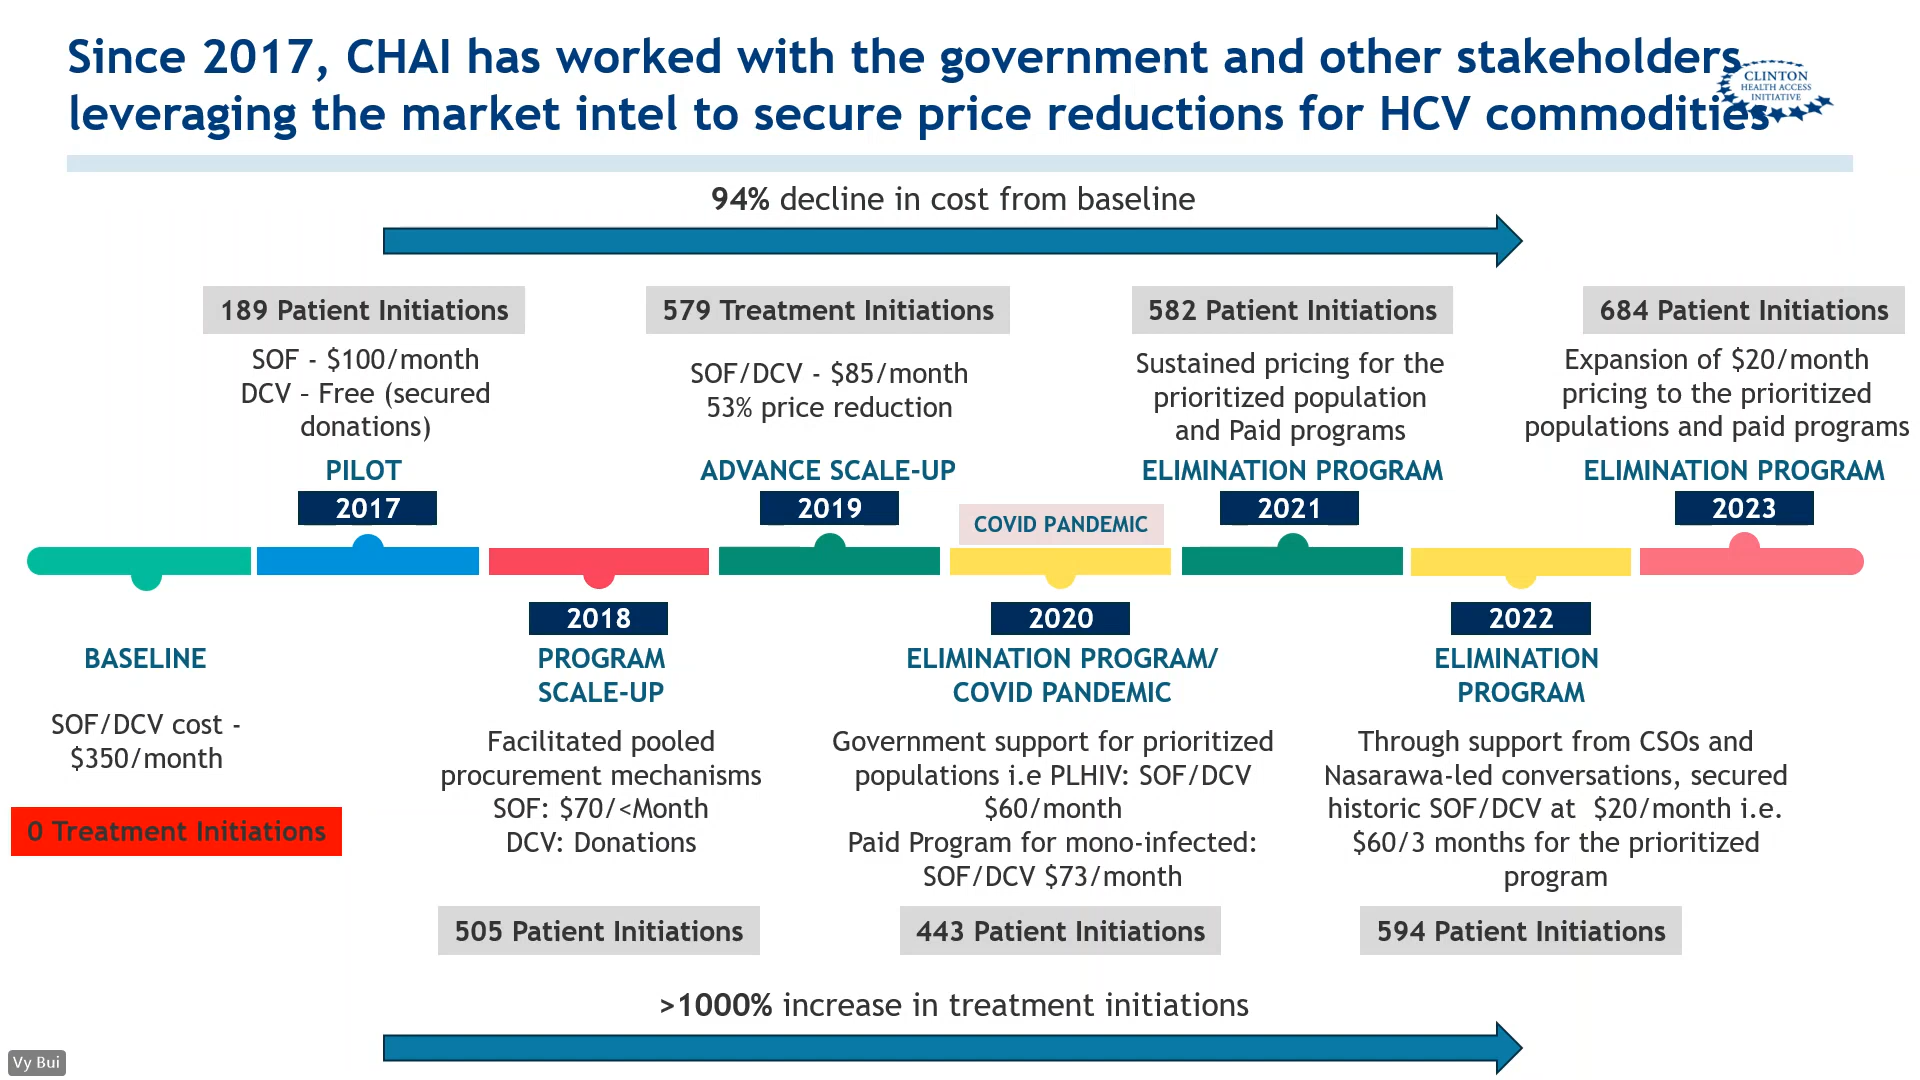 Since 2017, CHAI has worked with the government and other stakeholders
leveraging the market intel to secure price reductions for HCV commodities
CLINTON
HEALTH ACCESS
INITIATIVE
94% decline in cost from baseline
189 Patient Initiations
SOF - $100/month
DCV – Free (secured
donations)
PILOT
2017
579 Treatment Initiations
SOF/DCV - $85/month
53% price reduction
ADVANCE SCALE-UP
2019
COVID PANDEMIC
582 Patient Initiations
Sustained pricing for the
prioritized population
and Paid programs
ELIMINATION PROGRAM
2021
684 Patient Initiations
Expansion of $20/month
pricing to the prioritized
populations and paid programs
ELIMINATION PROGRAM
2023
BASELINE
SOF/DCV cost -
$350/month
0 Treatment Initiations
2018
PROGRAM
SCALE-UP
Facilitated pooled
procurement mechanisms
SOF: $70/<Month
DCV: Donations
505 Patient Initiations
2020
ELIMINATION PROGRAM/
COVID PANDEMIC
Government support for prioritized
populations i.e PLHIV: SOF/DCV
$60/month
Paid Program for mono-infected:
SOF/DCV $73/month
443 Patient Initiations
2022
ELIMINATION
PROGRAM
Through support from CSOs and
Nasarawa-led conversations, secured
historic SOF/DCV at  $20/month i.e.
$60/3 months for the prioritized
program
594 Patient Initiations
>1000% increase in treatment initiations
Vy Bui